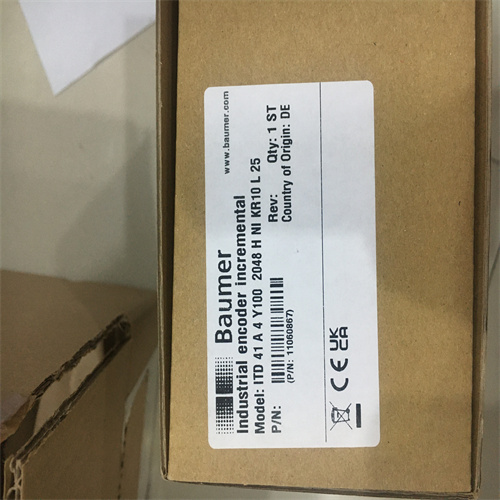 Baumer
www.baumer.com
Industrial encoder incremental
Model: ITD 41 A 4 Y100 2048 H NI KR10 L 25
P/N:
Rev:
Qty: 1 ST
(P/N: 11060867)
Country of Origin: DE
CE
UK
CA